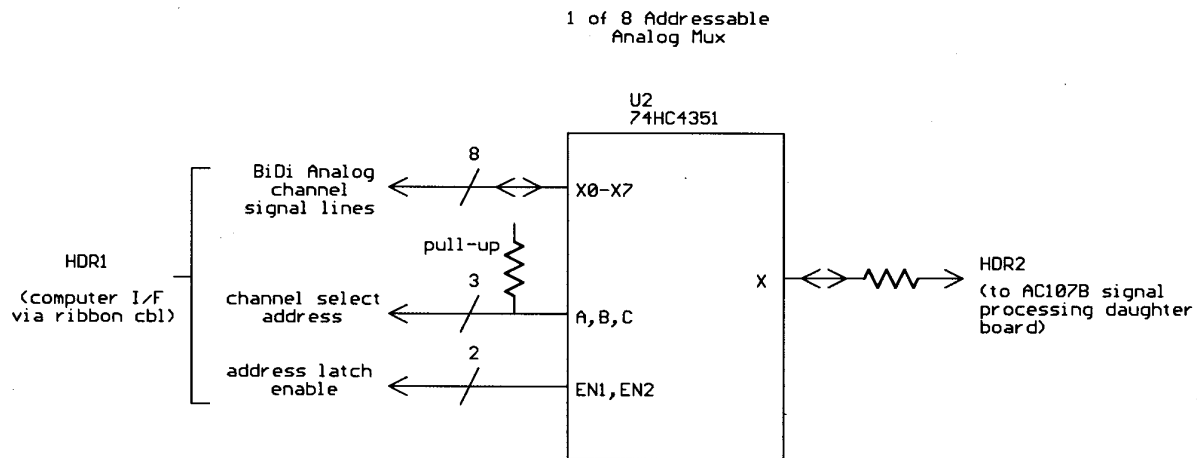 1 of 8 Addressable
Analog Mux
U2
74HC4351
8
BiDi Analog
channel
signal lines
X0-X7
pull-up
HDR1
(computer I/F
via ribbon cbl)
3
channel select
address
A,B,C
X
HDR2
(to AC107B signal
processing daughter
board)
2
address latch
enable
EN1,EN2